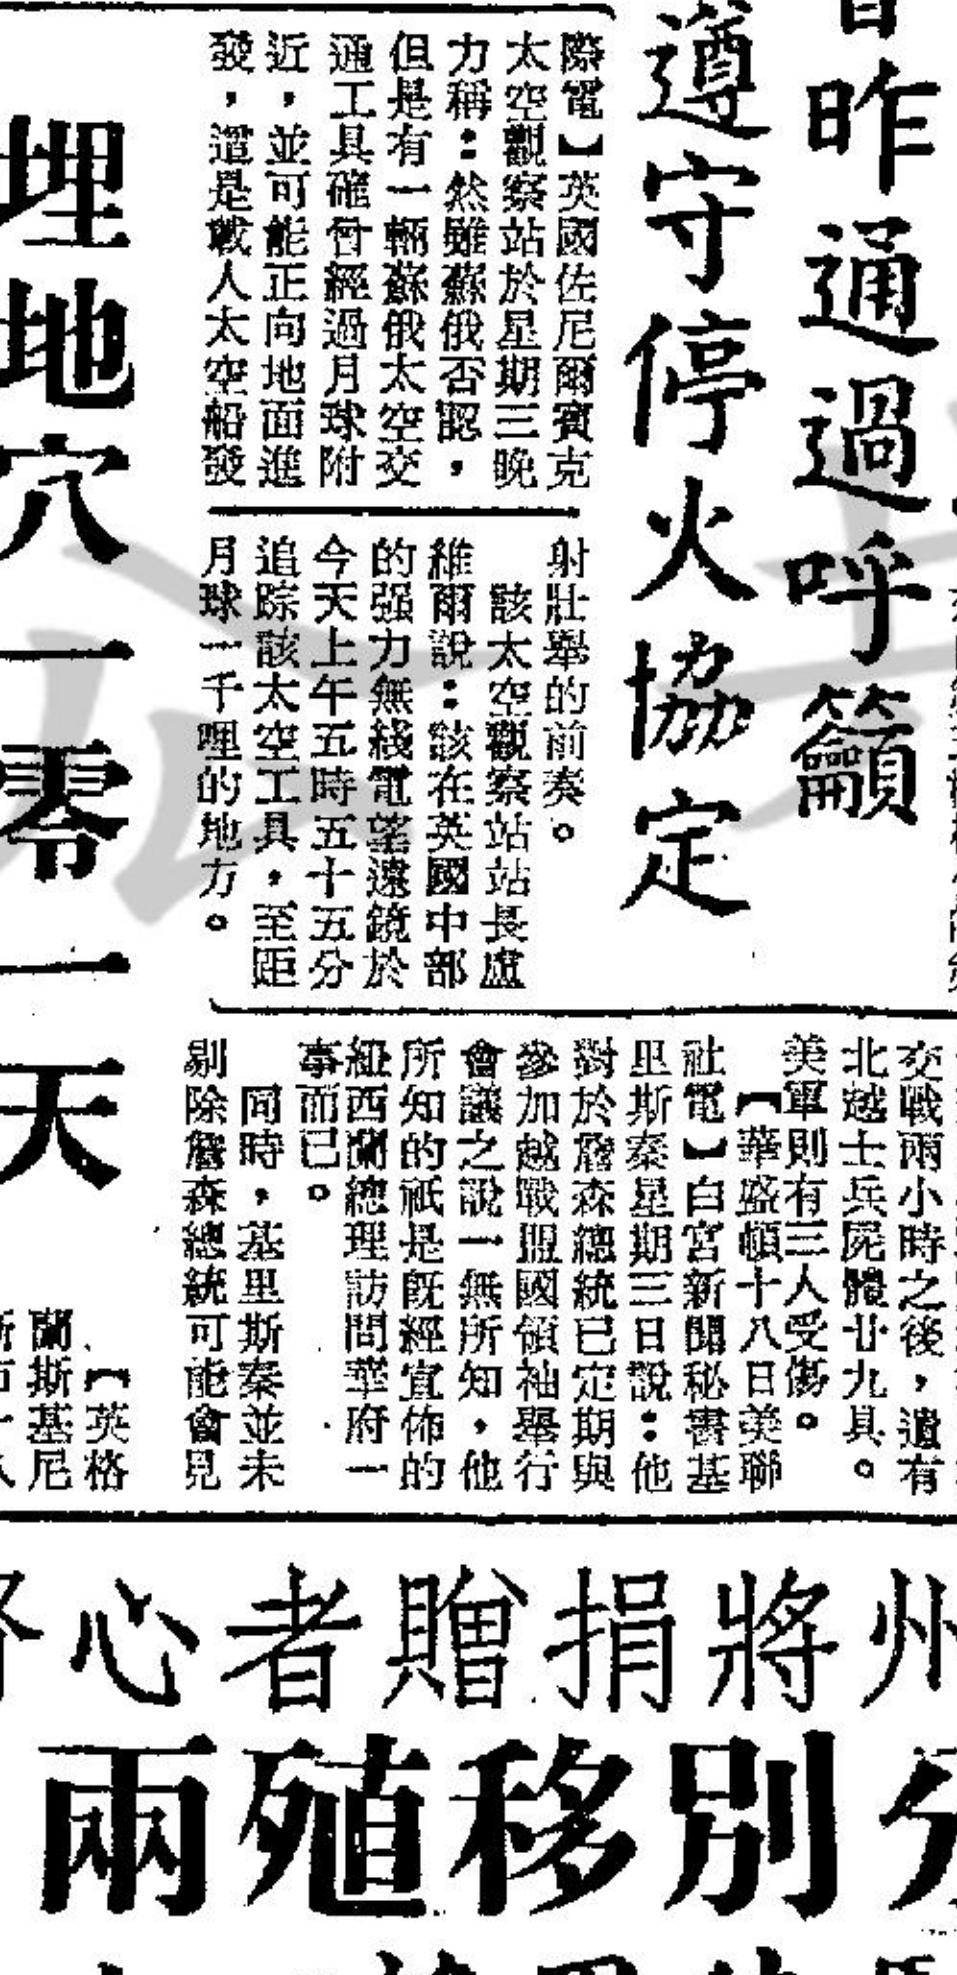 昨通過呼籲
遵守停火協定
際電】英國佐尼爾賓克
太空觀察站於星期三晚
力稱：然雖蘇俄否認，
但是有一輛蘇俄太空交
通工具確曾經過月球附
近，並可能正向地面進
發，這是載人太空船發
射壯舉的前奏。
該太空觀察站站長盧
維爾說：該在英國中部
的强力無綫電望遠鏡於
今天上午五時五十五分
追踪該太空工具，至距
月球一千哩的地方。
交戰兩小時之後，遺有
北越士兵屍體廿九具。
美軍則有三人受傷。
【華盛頓十八日美聯
社電】白宮新聞秘書基
里斯秦星期三日說：他
對於詹森總統已定期與
參加越戰盟國領袖舉行
會議之說一無所知，他
所知的祇是旣經宣佈的
紐西蘭總理訪問華府一
事而已。
同時，基里斯秦並未
剔除詹森總統可能會見
埋地穴一零一天
【英格
蘭斯基尼
州將捐贈者心
別移殖兩